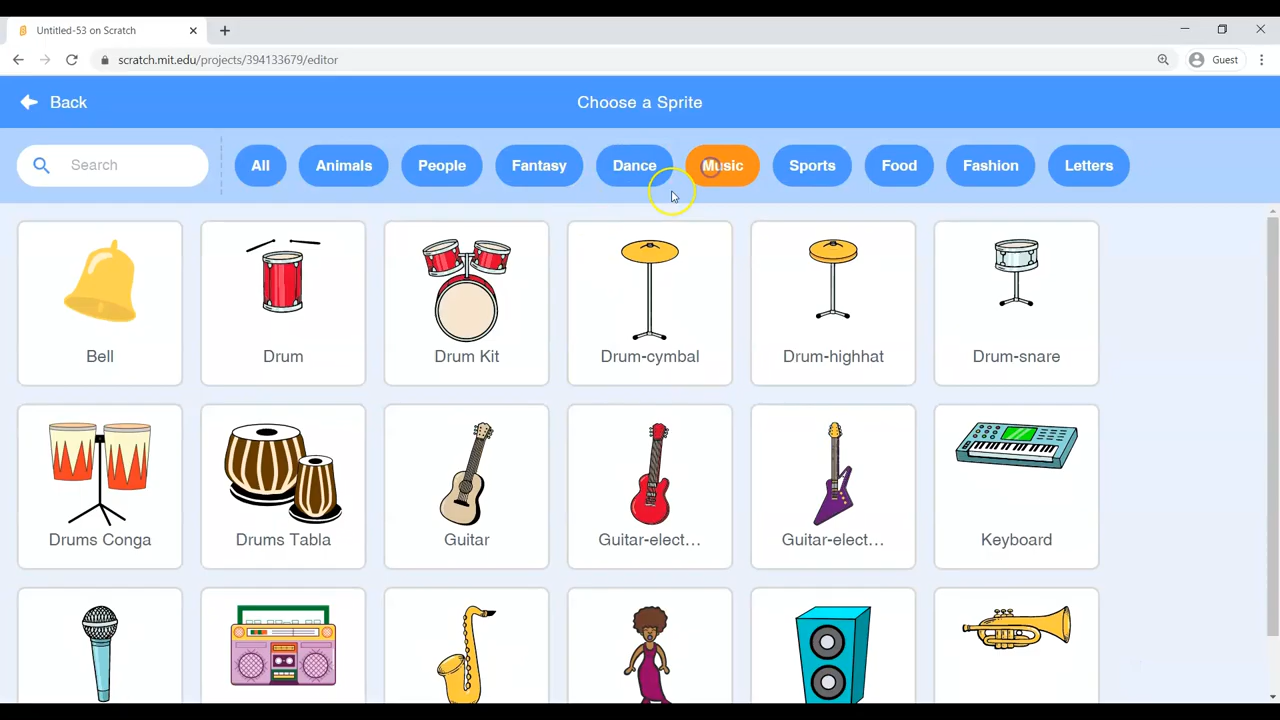 Untitled-53 on Scratch
scratch.mit.edu/projects/394133679/editor
Guest
Back
Choose a Sprite
Search
All
Animals
People
Fantasy
Dance
Music
Sports
Food
Fashion
Letters
Bell
Drum
Drum Kit
Drum-cymbal
Drum-highhat
Drum-snare
Drums Conga
Drums Tabla
Guitar
Guitar-elect...
Guitar-elect...
Keyboard